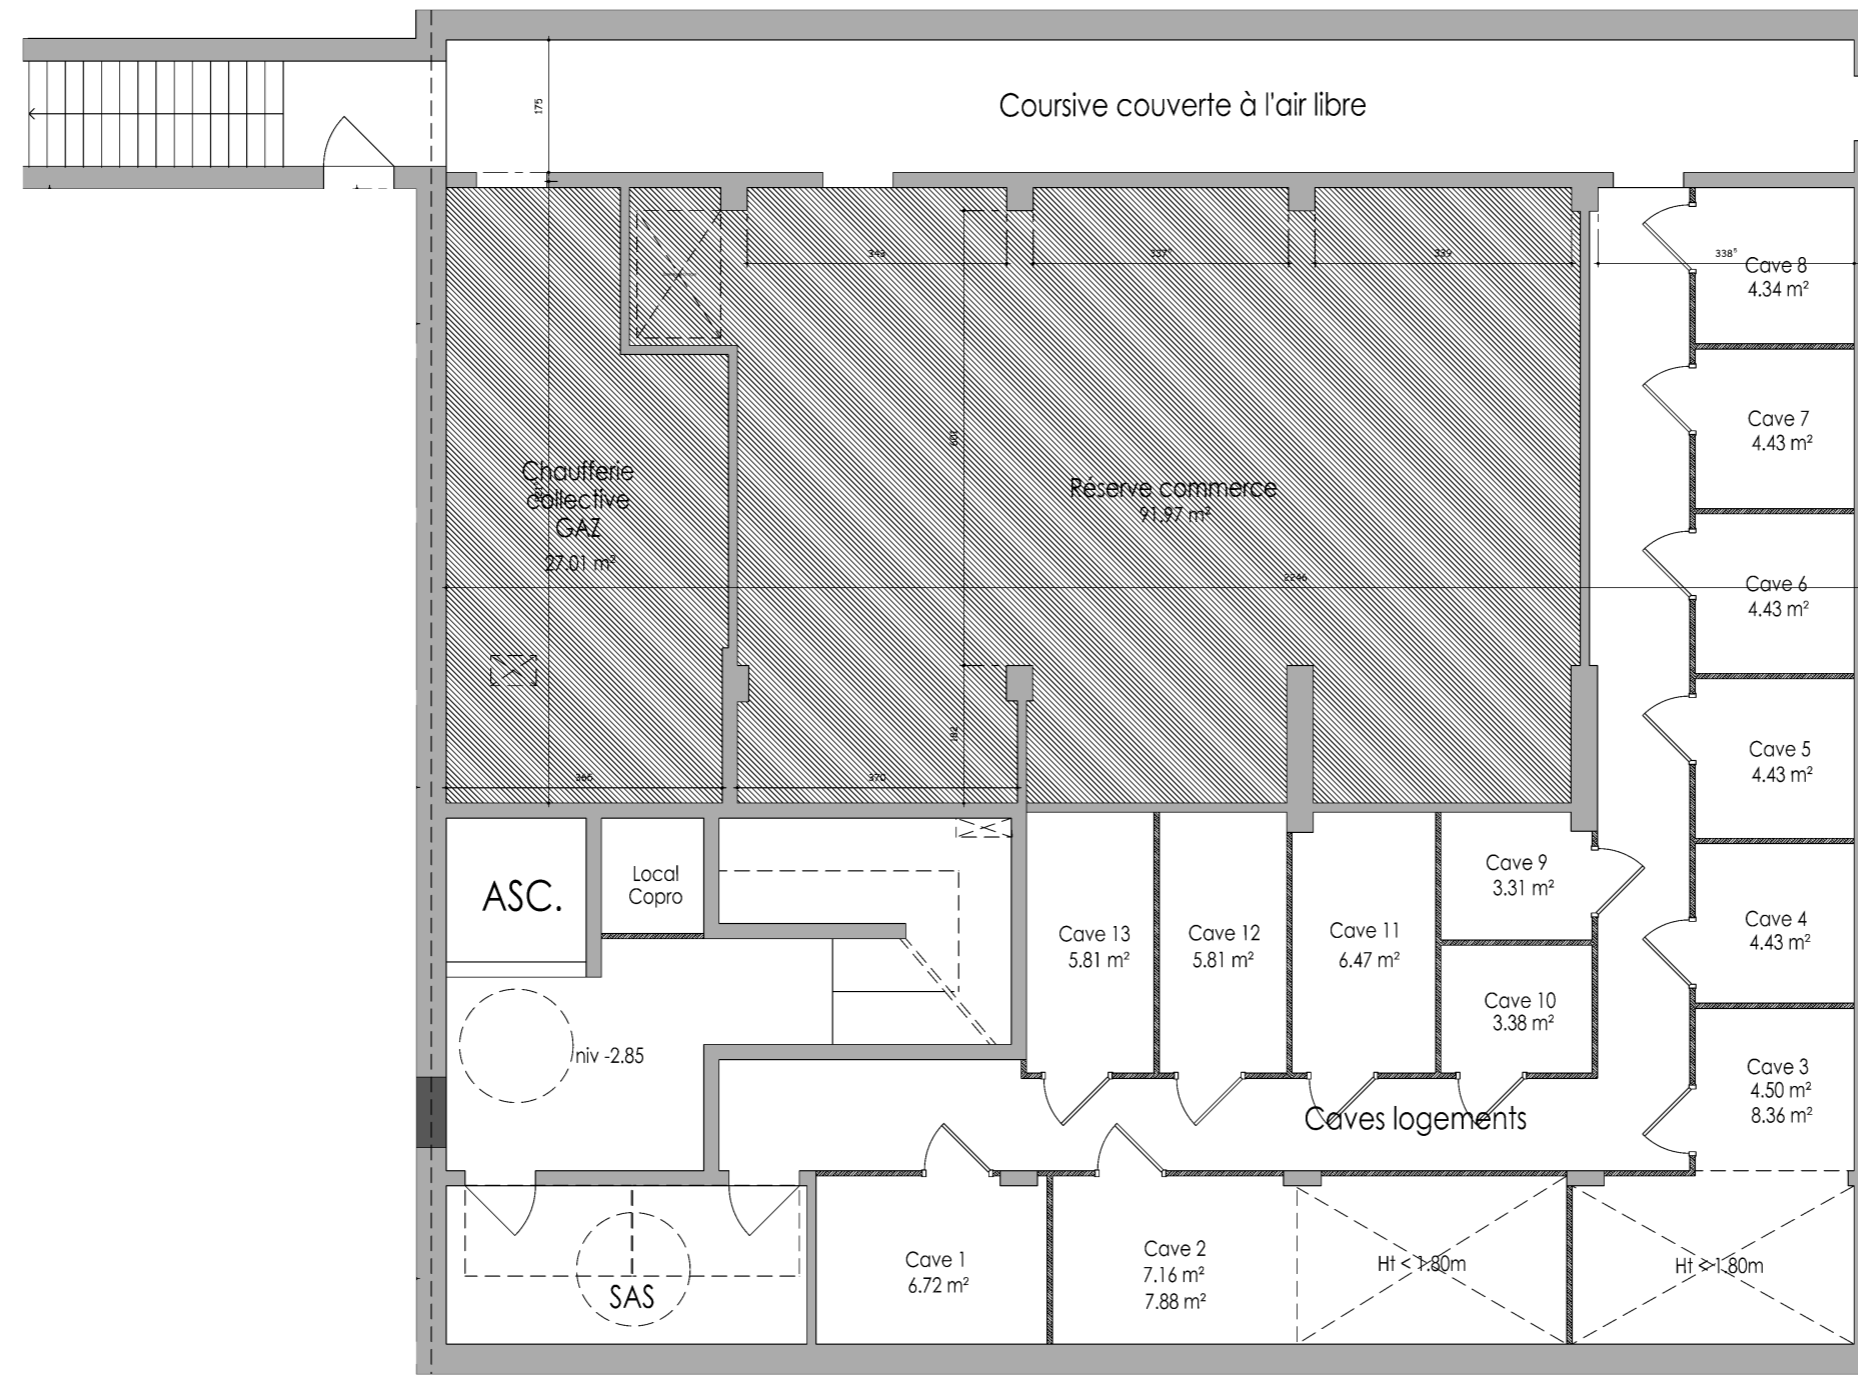 Coursive couverte à l'air libre
175
343
337⁵
339
338⁵
Cave 8
4.34 m²
Cave 7
4.43 m²
601
Chaufferie
collective
GAZ
27.01 m²
Réserve commerce
91.97 m²
2246
Cave 6
4.43 m²
Cave 5
4.43 m²
182
365
370
ASC.
Local
Copro
Cave 13
5.81 m²
Cave 12
5.81 m²
Cave 11
6.47 m²
Cave 9
3.31 m²
Cave 10
3.38 m²
Cave 4
4.43 m²
niv -2.85
Cave 3
4.50 m²
8.36 m²
Caves logements
SAS
Cave 1
6.72 m²
Cave 2
7.16 m²
7.88 m²
Ht < 1.80m
Ht > 1.80m